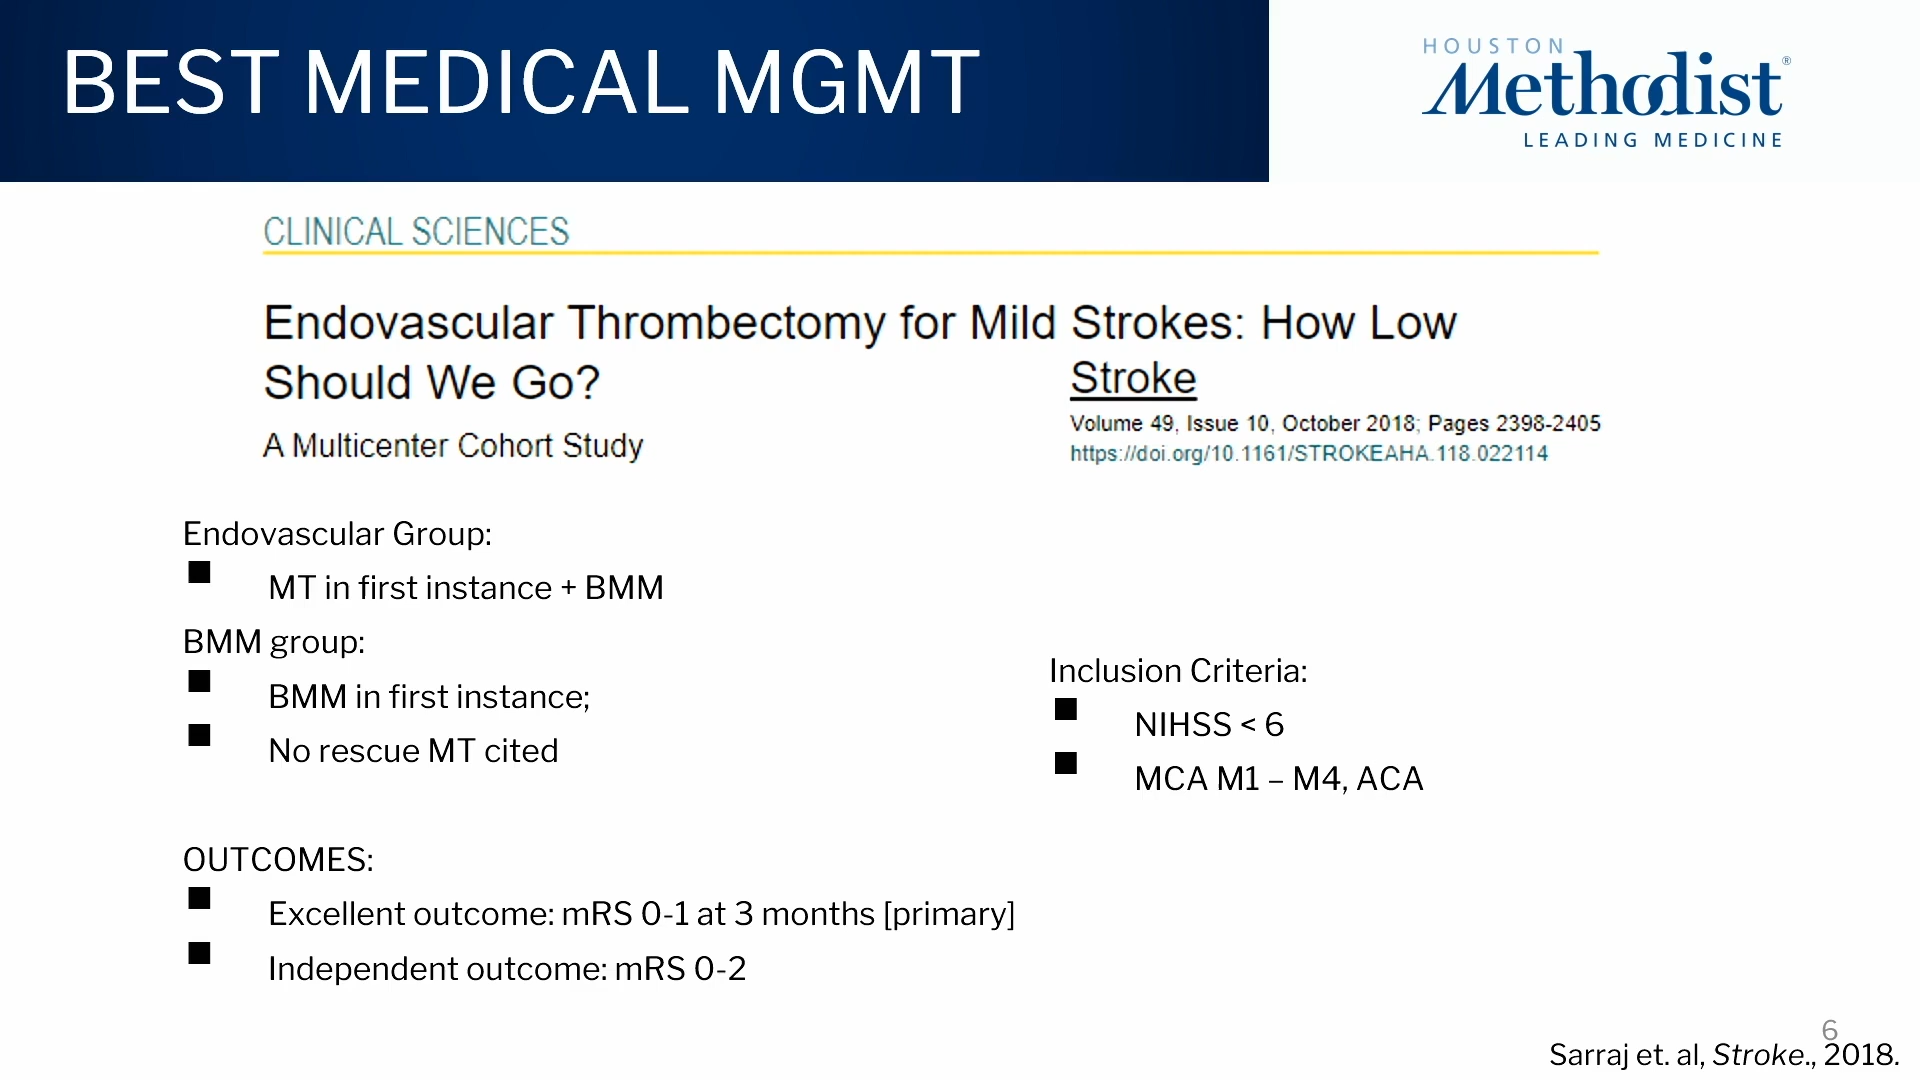 BEST MEDICAL MGMT
HOUSTON
Methodist®
LEADING MEDICINE
CLINICAL SCIENCES
Endovascular Thrombectomy for Mild Strokes: How Low
Should We Go?
A Multicenter Cohort Study
Stroke
Volume 49, Issue 10, October 2018; Pages 2398-2405
https://doi.org/10.1161/STROKEAHA.118.022114
Endovascular Group:
■ MT in first instance + BMM
BMM group:
■ BMM in first instance;
■ No rescue MT cited
Inclusion Criteria:
■ NIHSS < 6
■ MCA M1 – M4, ACA
OUTCOMES:
■ Excellent outcome: mRS 0-1 at 3 months [primary]
■ Independent outcome: mRS 0-2
6
Sarraj et. al, Stroke., 2018.